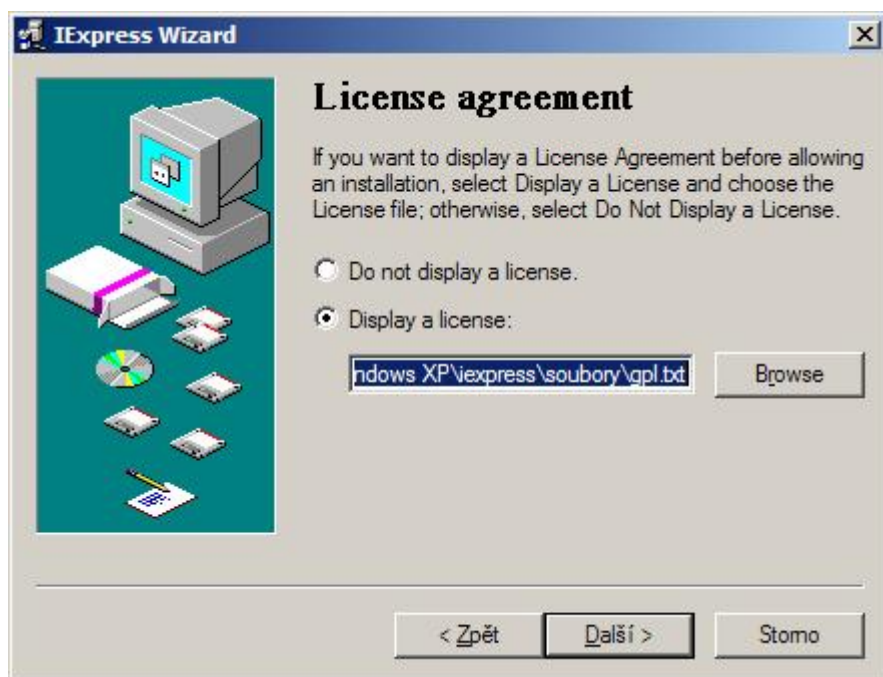 IExpress Wizard
License agreement
If you want to display a License Agreement before allowing
an installation, select Display a License and choose the
License file; otherwise, select Do Not Display a License.
Do not display a license.
Display a license:
ndows XP\iexpress\soubory\gpl.txt
Browse
< Zpět
Další >
Storno